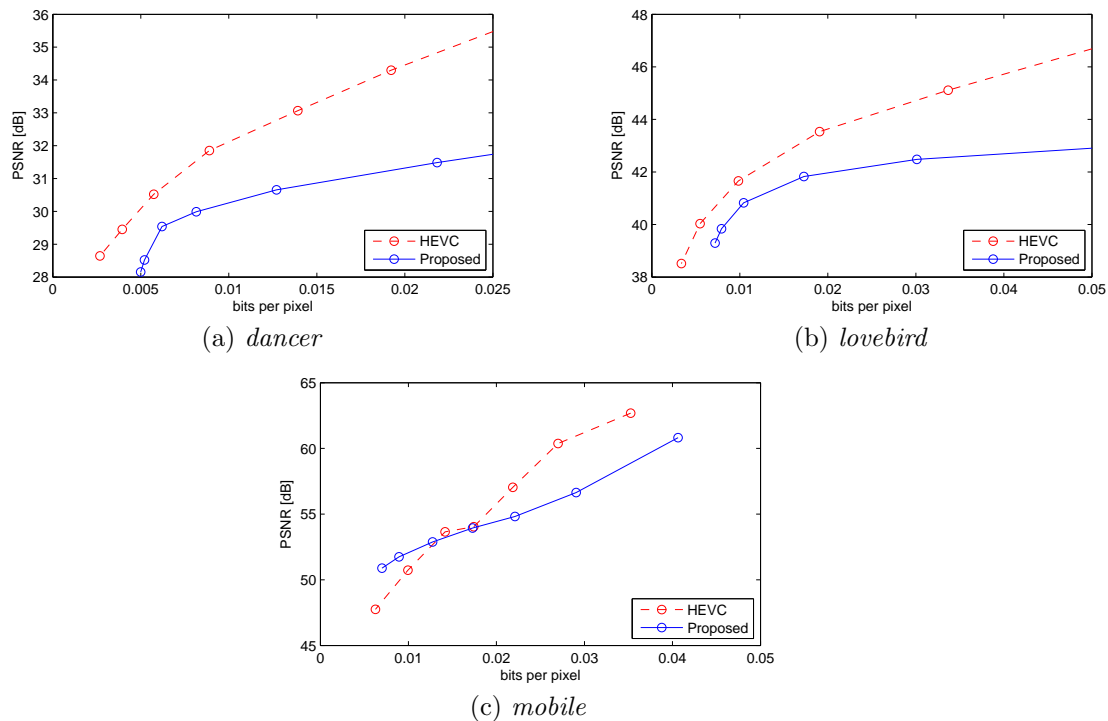 36
35
34
33
32
31
30
29
28
PSNR [dB]
0 0.005 0.01 0.015 0.02 0.025
bits per pixel
HEVC
Proposed
(a) dancer
48
46
44
42
40
38
PSNR [dB]
0 0.01 0.02 0.03 0.04 0.05
bits per pixel
HEVC
Proposed
(b) lovebird
65
60
55
50
45
PSNR [dB]
0 0.01 0.02 0.03 0.04 0.05
bits per pixel
HEVC
Proposed
(c) mobile